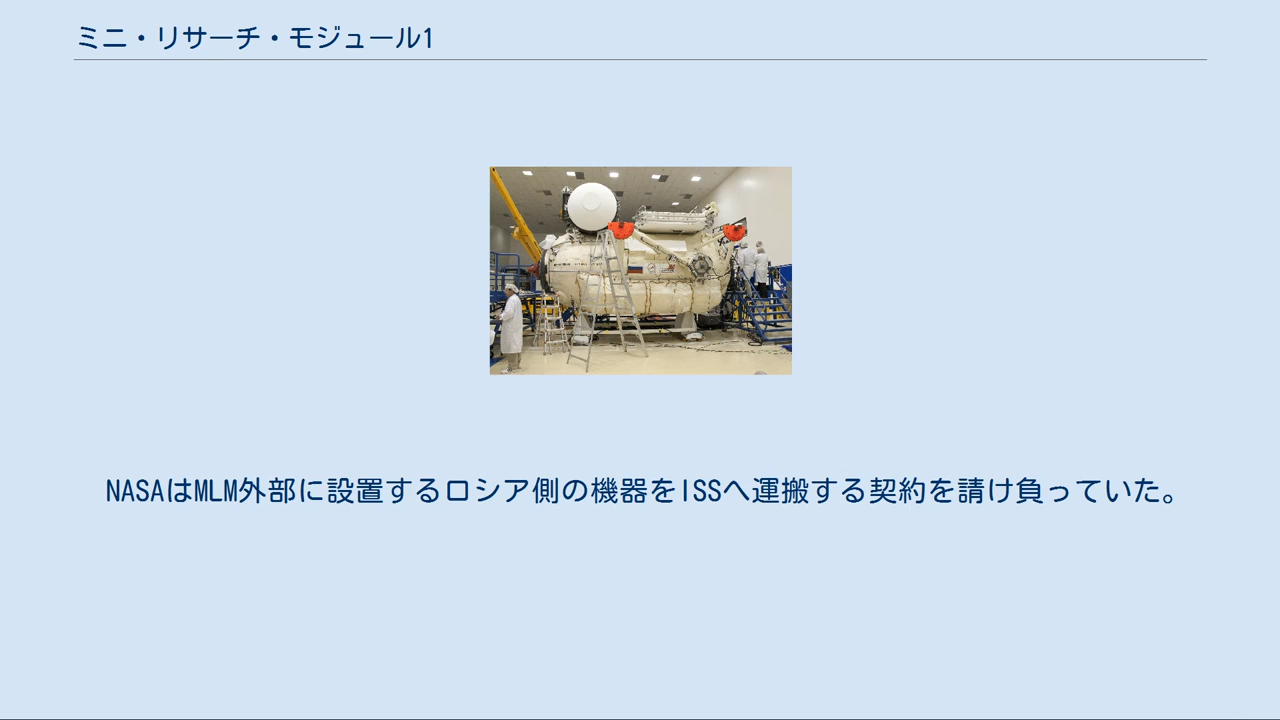 ミニ・リサーチ・モジュール1
NASAはMLM外部に設置するロシア側の機器をISSへ運搬する契約を請け負っていた。